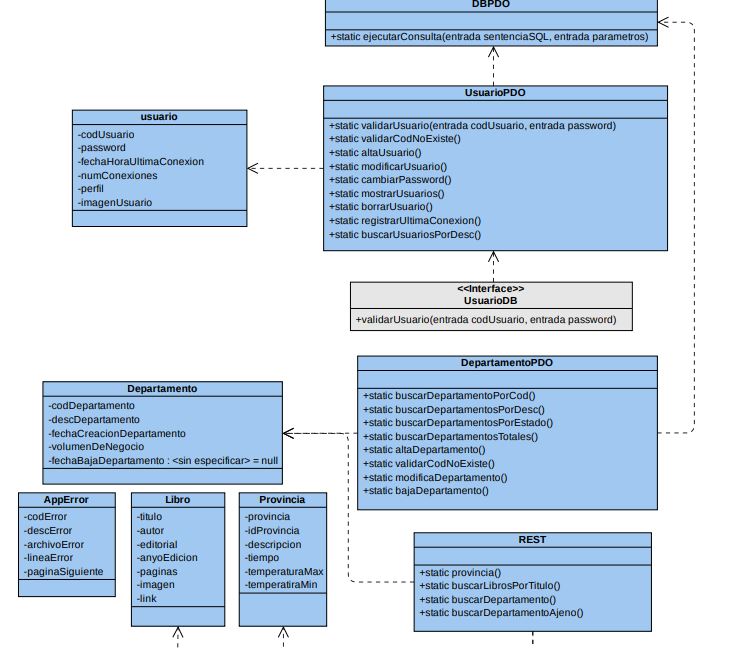 DBPDO
+static ejecutarConsulta(entrada sentenciaSQL, entrada parametros)
UsuarioPDO
+static validarUsuario(entrada codUsuario, entrada password)
+static validarCodNoExiste()
+static altaUsuario()
+static modificarUsuario()
+static cambiarPassword()
+static mostrarUsuarios()
+static borrarUsuario()
+static registrarUltimaConexion()
+static buscarUsuariosPorDesc()
usuario
-codUsuario
-password
-fechaHoraUltimaConexion
-numConexiones
-perfil
-imagenUsuario
<<Interface>>
UsuarioDB
+validarUsuario(entrada codUsuario, entrada password)
DepartamentoPDO
+static buscarDepartamentoPorCod()
+static buscarDepartamentosPorDesc()
+static buscarDepartamentosPorEstado()
+static buscarDepartamentosTotales()
+static altaDepartamento()
+static validarCodNoExiste()
+static modificaDepartamento()
+static bajaDepartamento()
Departamento
-codDepartamento
-descDepartamento
-fechaCreacionDepartamento
-volumenDeNegocio
-fechaBajaDepartamento : <sin especificar> = null
AppError
-codError
-descError
-archivoError
-lineaError
-paginaSiguiente
Libro
-titulo
-autor
-editorial
-anyoEdicion
-paginas
-imagen
-link
Provincia
-provincia
-idProvincia
-descripcion
-tiempo
-temperaturaMax
-temperatiraMin
REST
+static provincia()
+static buscarLibrosPorTitulo()
+static buscarDepartamento()
+static buscarDepartamentoAjeno()